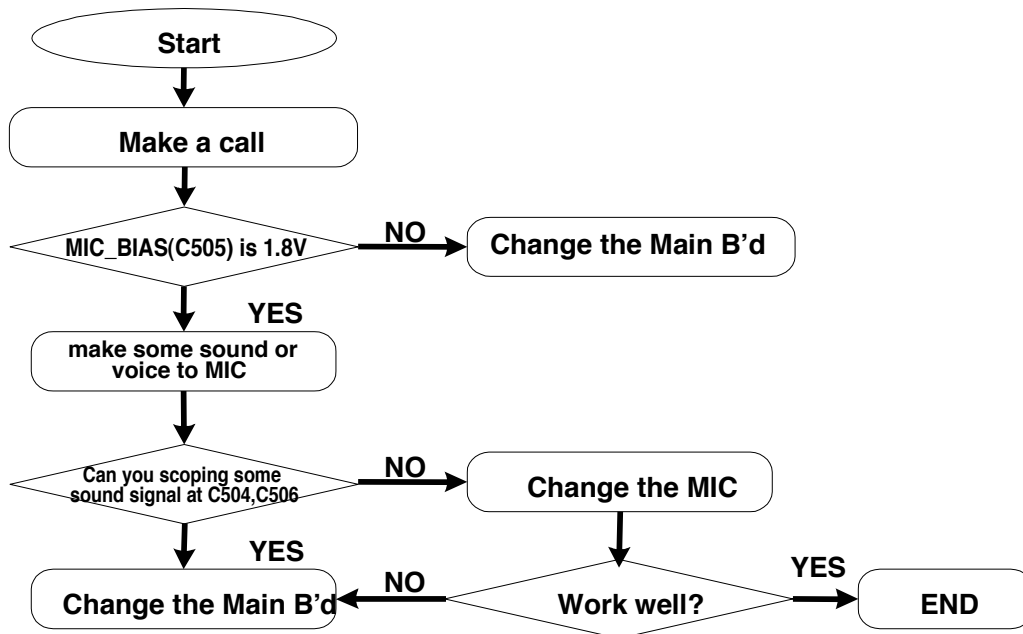 Start
Make a call
MIC_BIAS(C505) is 1.8V
NO
Change the Main B’d
YES
make some sound or
voice to MIC
Can you scoping some
sound signal at C504,C506
NO
Change the MIC
YES
Change the Main B’d
NO
Work well?
YES
END